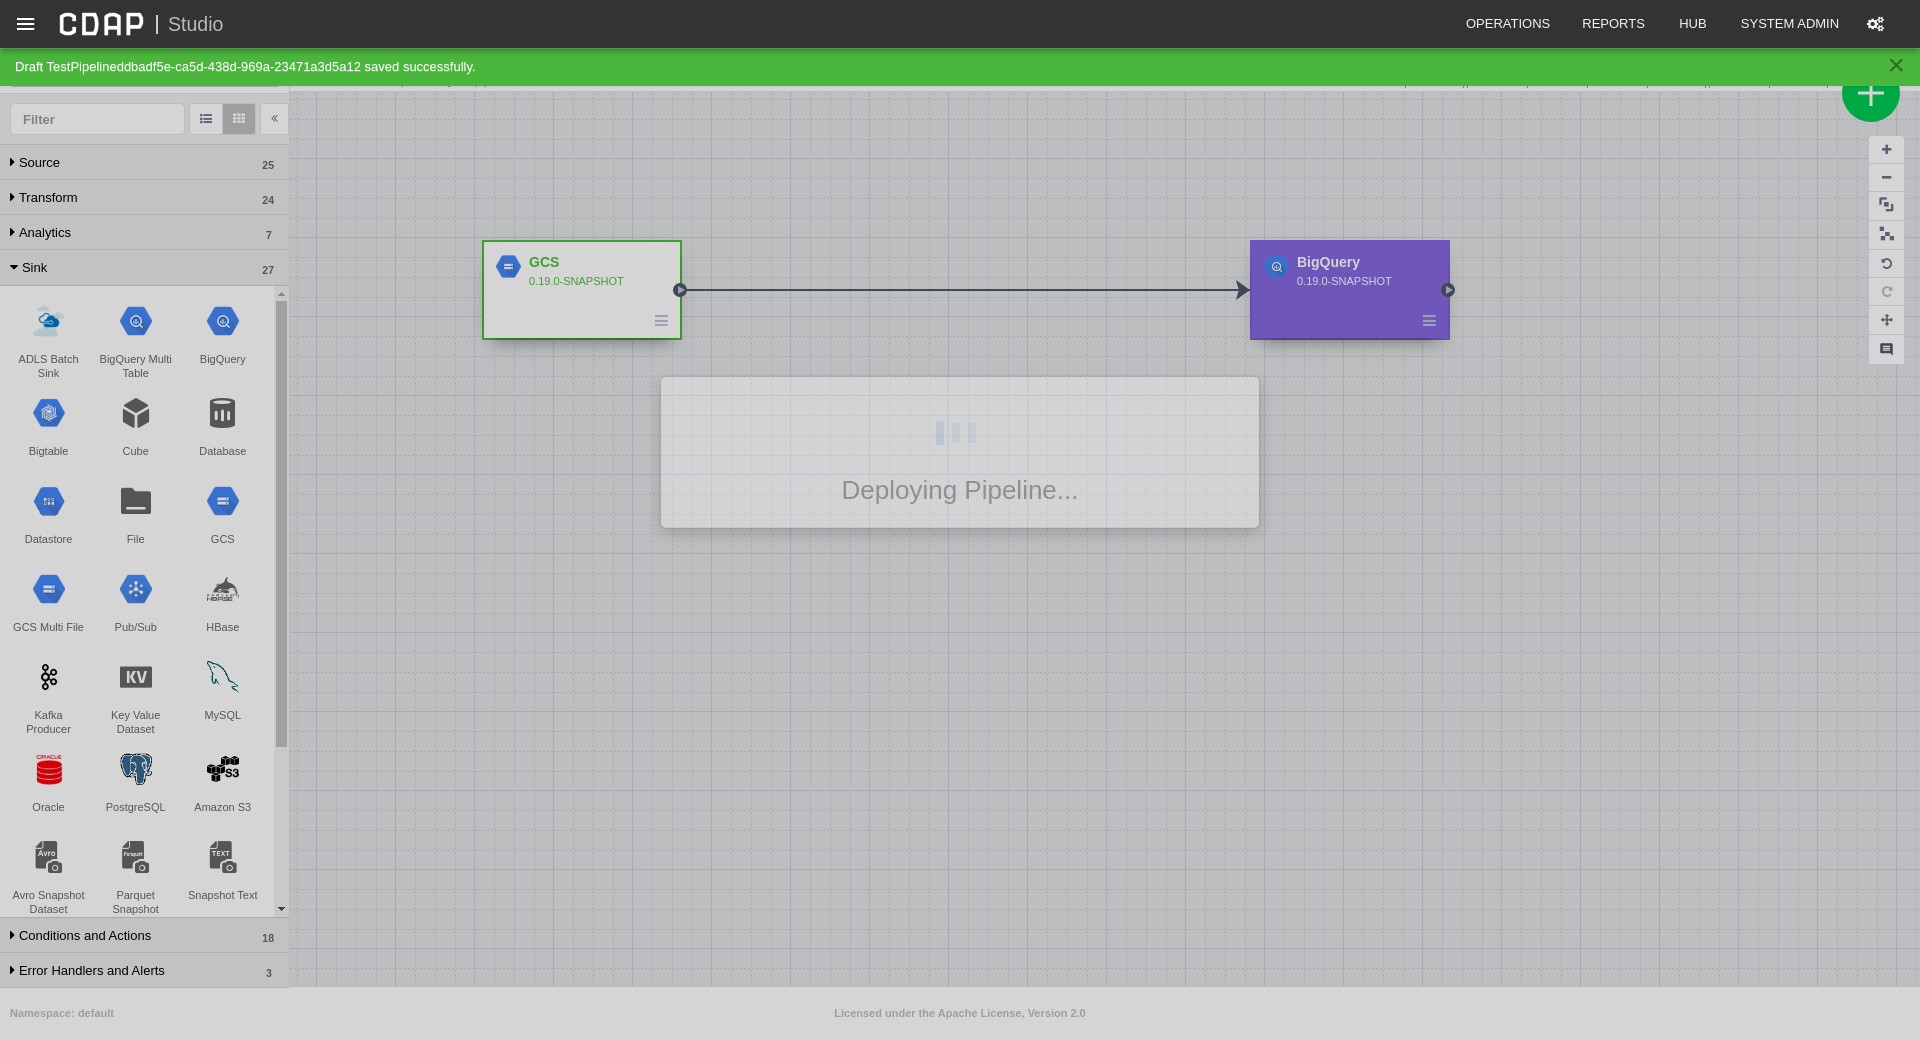 CDAP | Studio
OPERATIONS REPORTS HUB SYSTEM ADMIN
Draft TestPipelineddbadf5e-ca5d-438d-969a-23471a3d5a12 saved successfully.
Filter
Source 25
Transform 24
Analytics 7
Sink 27
ADLS Batch Sink
BigQuery Multi Table
BigQuery
Bigtable
Cube
Database
Datastore
File
GCS
GCS Multi File
Pub/Sub
HBase
Kafka Producer
KV
Key Value Dataset
MySQL
ORACLE
Oracle
PostgreSQL
S3
Amazon S3
Avro
Avro Snapshot Dataset
Parquet
Parquet Snapshot
TEXT
Snapshot Text
Conditions and Actions 18
Error Handlers and Alerts 3
GCS
0.19.0-SNAPSHOT
BigQuery
0.19.0-SNAPSHOT
Deploying Pipeline...
Namespace: default
Licensed under the Apache License, Version 2.0